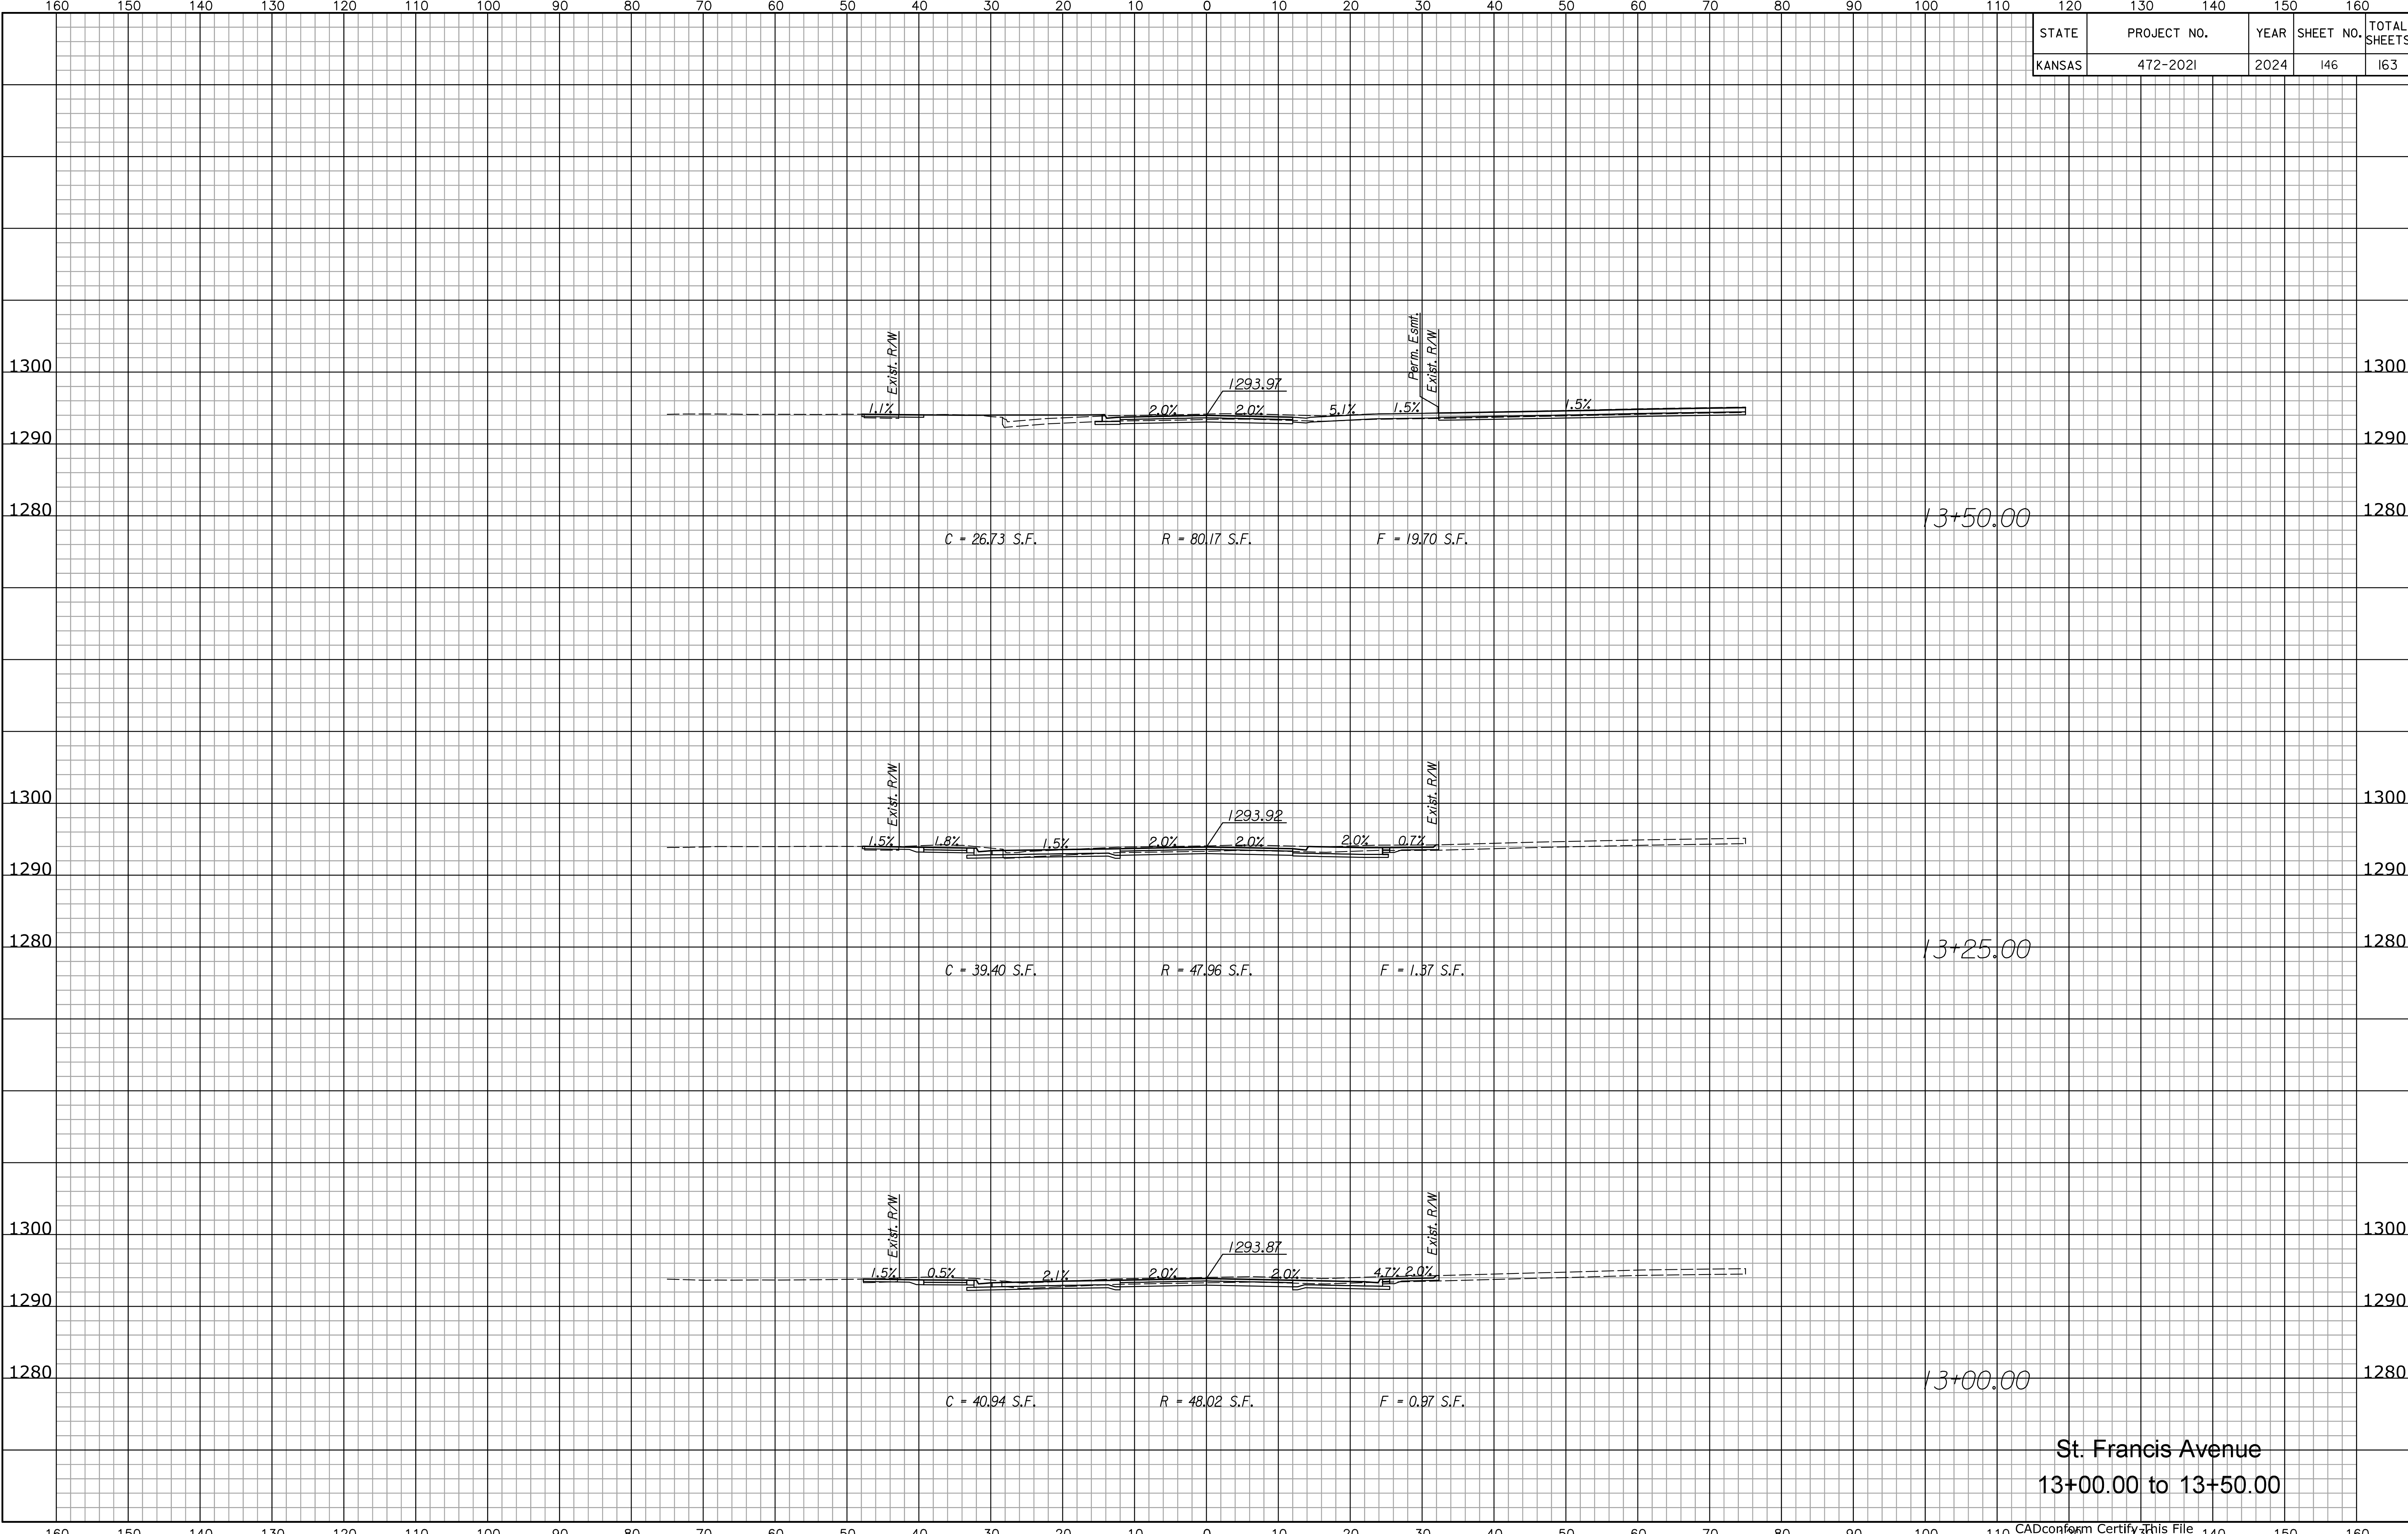 160 150 140 130 120 110 100 90 80 70 60 50 40 30 20 10 0 10 20 30 40 50 60 70 80 90 100 110 120 130 140 150 160
STATE PROJECT NO. YEAR SHEET NO. TOTAL SHEETS
KANSAS 472-2021 2024 146 163
Exist. R/W
Perm. Esmt.
Exist. R/W
1300 1300
1293.97
1.1% 2.0% 2.0% 5.1% 1.5% 1.5%
1290 1290
1280 1280
13+50.00
C = 26.73 S.F. R = 80.17 S.F. F = 19.70 S.F.
Exist. R/W
Exist. R/W
1300 1300
1293.92
1.5% 1.8% 1.5% 2.0% 2.0% 2.0% 0.7%
1290 1290
1280 1280
13+25.00
C = 39.40 S.F. R = 47.96 S.F. F = 1.37 S.F.
Exist. R/W
Exist. R/W
1300 1300
1293.87
1.5% 0.5% 2.1% 2.0% 2.0% 4.7% 2.0%
1290 1290
1280 1280
13+00.00
C = 40.94 S.F. R = 48.02 S.F. F = 0.97 S.F.
St. Francis Avenue
13+00.00 to 13+50.00
160 150 140 130 120 110 100 90 80 70 60 50 40 30 20 10 0 10 20 30 40 50 60 70 80 90 100 110 120 130 140 150 160
CADconform Certify This File